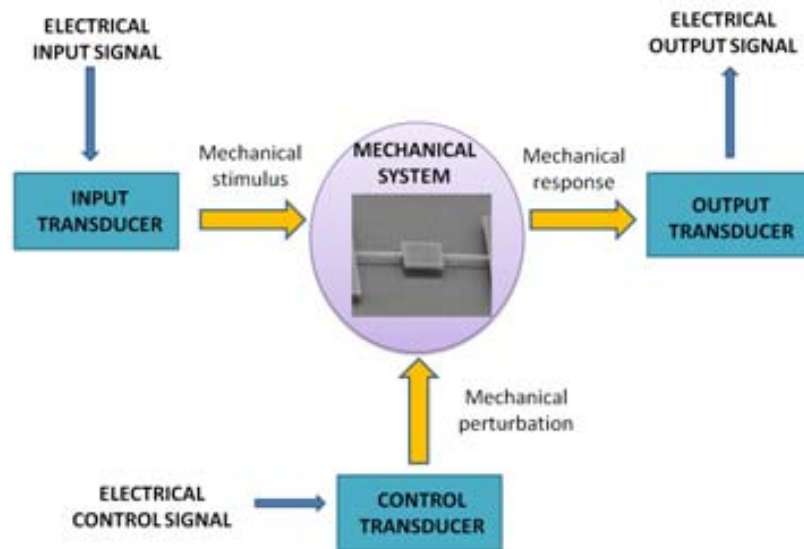 ELECTRICAL
INPUT SIGNAL
ELECTRICAL
OUTPUT SIGNAL
INPUT
TRANSDUCER
Mechanical
stimulus
MECHANICAL
SYSTEM
Mechanical
response
OUTPUT
TRANSDUCER
Mechanical
perturbation
ELECTRICAL
CONTROL SIGNAL
CONTROL
TRANSDUCER